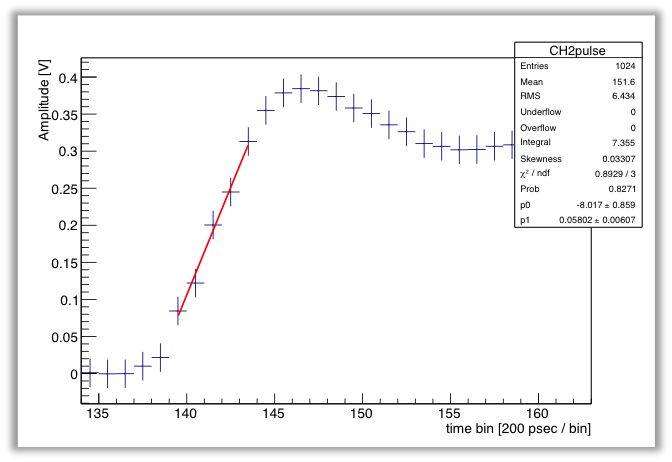 CH2pulse
Entries 1024
Mean 151.6
RMS 6.434
Underflow 0
Overflow 0
Integral 7.355
Skewness 0.03307
χ² / ndf 0.8929 / 3
Prob 0.8271
p0 -8.017 ± 0.859
p1 0.05802 ± 0.00607
Amplitude [V]
0.4
0.35
0.3
0.25
0.2
0.15
0.1
0.05
0
135 140 145 150 155 160
time bin [200 psec / bin]